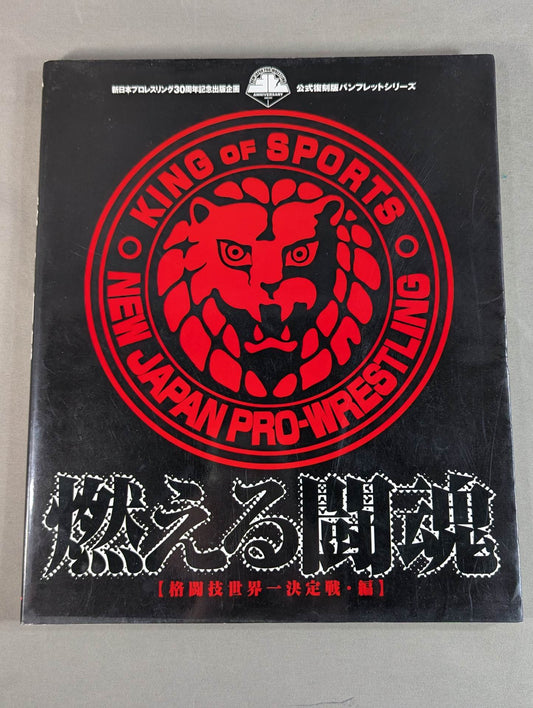 新日本プロレスリング30周年記念出版企画 公式復刻版パンフレットシリーズ
ANNIVERSARY
KING OF SPORTS
NEW JAPAN PRO-WRESTLING
燃える闘魂
【格闘技世界一決定戦・編】